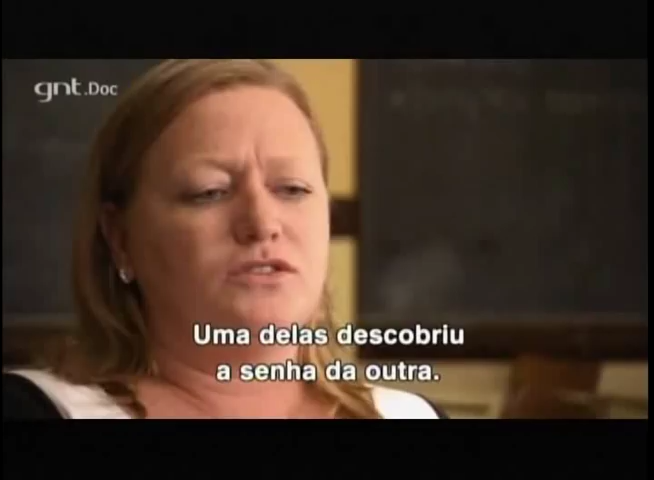 gnt.Doc
Uma delas descobriu
a senha da outra.